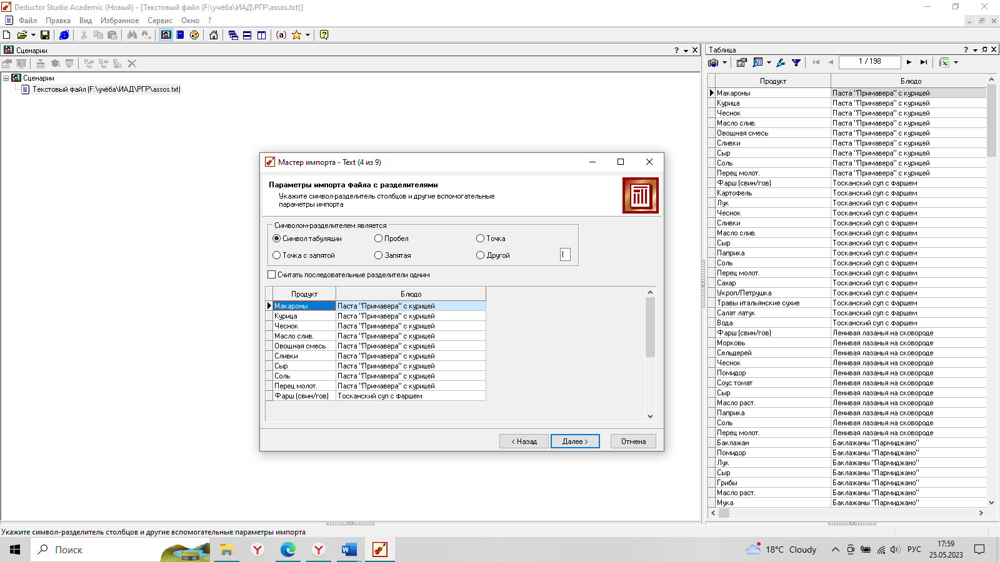 Deductor Studio Academic (Новый) - [Текстовый файл (F:\учёба\ИАД\РГР\assos.txt)]
Файл Правка Вид Избранное Сервис Окно ?
Сценарии
Сценарии
Текстовый файл (F:\учёба\ИАД\РГР\assos.txt)
Мастер импорта - Text (4 из 9)
Параметры импорта файла с разделителями
Укажите символ-разделитель столбцов и другие вспомогательные
параметры импорта
Символом-разделителем является
Символ табуляции Пробел Точка
Точка с запятой Запятая Другой |
Считать последовательные разделители одним
Продукт Блюдо
Макароны Паста "Примавера" с курицей
Курица Паста "Примавера" с курицей
Чеснок Паста "Примавера" с курицей
Масло слив. Паста "Примавера" с курицей
Овощная смесь Паста "Примавера" с курицей
Сливки Паста "Примавера" с курицей
Сыр Паста "Примавера" с курицей
Соль Паста "Примавера" с курицей
Перец молот. Паста "Примавера" с курицей
Фарш (свин/гов) Тосканский суп с фаршем
< Назад Далее > Отмена
Таблица
1 / 198
Продукт Блюдо
Макароны Паста "Примавера" с курицей
Курица Паста "Примавера" с курицей
Чеснок Паста "Примавера" с курицей
Масло слив. Паста "Примавера" с курицей
Овощная смесь Паста "Примавера" с курицей
Сливки Паста "Примавера" с курицей
Сыр Паста "Примавера" с курицей
Соль Паста "Примавера" с курицей
Перец молот. Паста "Примавера" с курицей
Фарш (свин/гов) Тосканский суп с фаршем
Картофель Тосканский суп с фаршем
Лук Тосканский суп с фаршем
Чеснок Тосканский суп с фаршем
Сливки Тосканский суп с фаршем
Масло слив. Тосканский суп с фаршем
Сыр Тосканский суп с фаршем
Паприка Тосканский суп с фаршем
Соль Тосканский суп с фаршем
Перец молот. Тосканский суп с фаршем
Сахар Тосканский суп с фаршем
Укроп/Петрушка Тосканский суп с фаршем
Травы итальянские сухие Тосканский суп с фаршем
Салат латук Тосканский суп с фаршем
Вода Тосканский суп с фаршем
Фарш (свин/гов) Ленивая лазанья на сковороде
Морковь Ленивая лазанья на сковороде
Сельдерей Ленивая лазанья на сковороде
Чеснок Ленивая лазанья на сковороде
Помидор Ленивая лазанья на сковороде
Соус томат Ленивая лазанья на сковороде
Сыр Ленивая лазанья на сковороде
Масло раст. Ленивая лазанья на сковороде
Паприка Ленивая лазанья на сковороде
Соль Ленивая лазанья на сковороде
Перец молот. Ленивая лазанья на сковороде
Баклажан Баклажаны "Пармиджано"
Помидор Баклажаны "Пармиджано"
Лук Баклажаны "Пармиджано"
Сыр Баклажаны "Пармиджано"
Грибы Баклажаны "Пармиджано"
Масло раст. Баклажаны "Пармиджано"
Мука Баклажаны "Пармиджано"
Укажите символ-разделитель столбцов и другие вспомогательные параметры импорта
Поиск
18°C Cloudy
РУС
17:59
25.05.2023